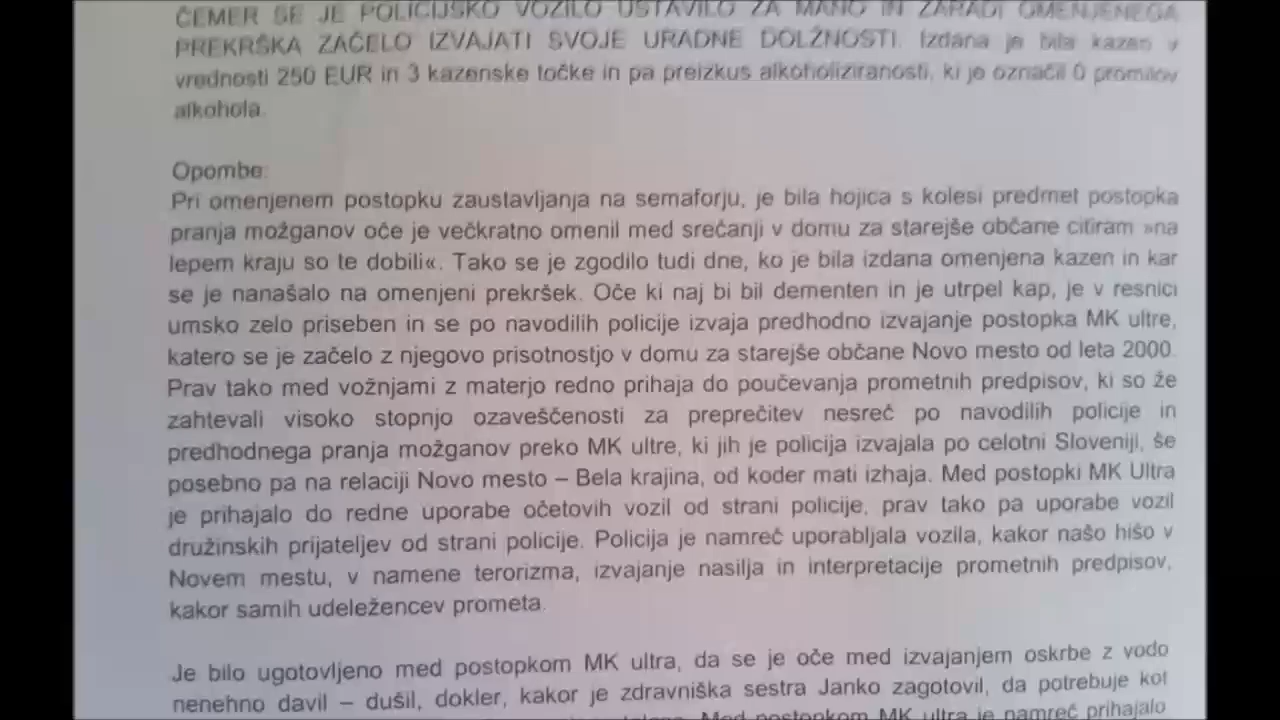 ČEMER SE JE POLICIJSKO VOZILO USTAVILO ZA MANO IN ZARADI OMENJENEGA
PREKRŠKA ZAČELO IZVAJATI SVOJE URADNE DOLŽNOSTI. Izdana je bila kazen v
vrednosti 250 EUR in 3 kazenske točke in pa preizkus alkoholiziranosti, ki je označil 0 promilov
alkohola.
Opombe:
Pri omenjenem postopku zaustavljanja na semaforju, je bila hojica s kolesi predmet postopka
pranja možganov oče je večkratno omenil med srečanji v domu za starejše občane citiram »na
lepem kraju so te dobili«. Tako se je zgodilo tudi dne, ko je bila izdana omenjena kazen in kar
se je nanašalo na omenjeni prekršek. Oče ki naj bi bil dementen in je utrpel kap, je v resnici
umsko zelo priseben in se po navodilih policije izvaja predhodno izvajanje postopka MK ultre,
katero se je začelo z njegovo prisotnostjo v domu za starejše občane Novo mesto od leta 2000.
Prav tako med vožnjami z materjo redno prihaja do poučevanja prometnih predpisov, ki so že
zahtevali visoko stopnjo ozaveščenosti za preprečitev nesreč po navodilih policije in
predhodnega pranja možganov preko MK ultre, ki jih je policija izvajala po celotni Sloveniji, še
posebno pa na relaciji Novo mesto – Bela krajina, od koder mati izhaja. Med postopki MK Ultra
je prihajalo do redne uporabe očetovih vozil od strani policije, prav tako pa uporabe vozil
družinskih prijateljev od strani policije. Policija je namreč uporabljala vozila, kakor našo hišo v
Novem mestu, v namene terorizma, izvajanje nasilja in interpretacije prometnih predpisov,
kakor samih udeležencev prometa.
Je bilo ugotovljeno med postopkom MK ultra, da se je oče med izvajanjem oskrbe z vodo
nenehno davil – dušil, dokler, kakor je zdravniška sestra Janko zagotovil, da potrebuje kot
Med postopkom MK ultra je namreč prihajalo